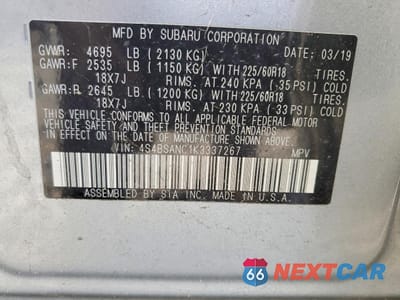 MFD. BY SUBARU CORPORATION DATE: 03/19
GVWR: 4695 LB (2130 KG)
GAWR:F 2535 LB (1150 KG) WITH 225/60R18 TIRES.
18X7J RIMS. AT 240 KPA (35 PSI) COLD
GAWR:R 2645 LB (1200 KG) WITH 225/60R18 TIRES.
18X7J RIMS. AT 230 KPA (33 PSI) COLD
THIS VEHICLE CONFORMS TO ALL APPLICABLE FEDERAL MOTOR
VEHICLE SAFETY, BUMPER, AND THEFT PREVENTION STANDARDS
IN EFFECT ON THE DATE OF MANUFACTURE SHOWN ABOVE.
VIN: 4S4BSANC1K3337267 MPV
ASSEMBLED BY SIA INC. MADE IN U.S.A.
66 NEXTCAR